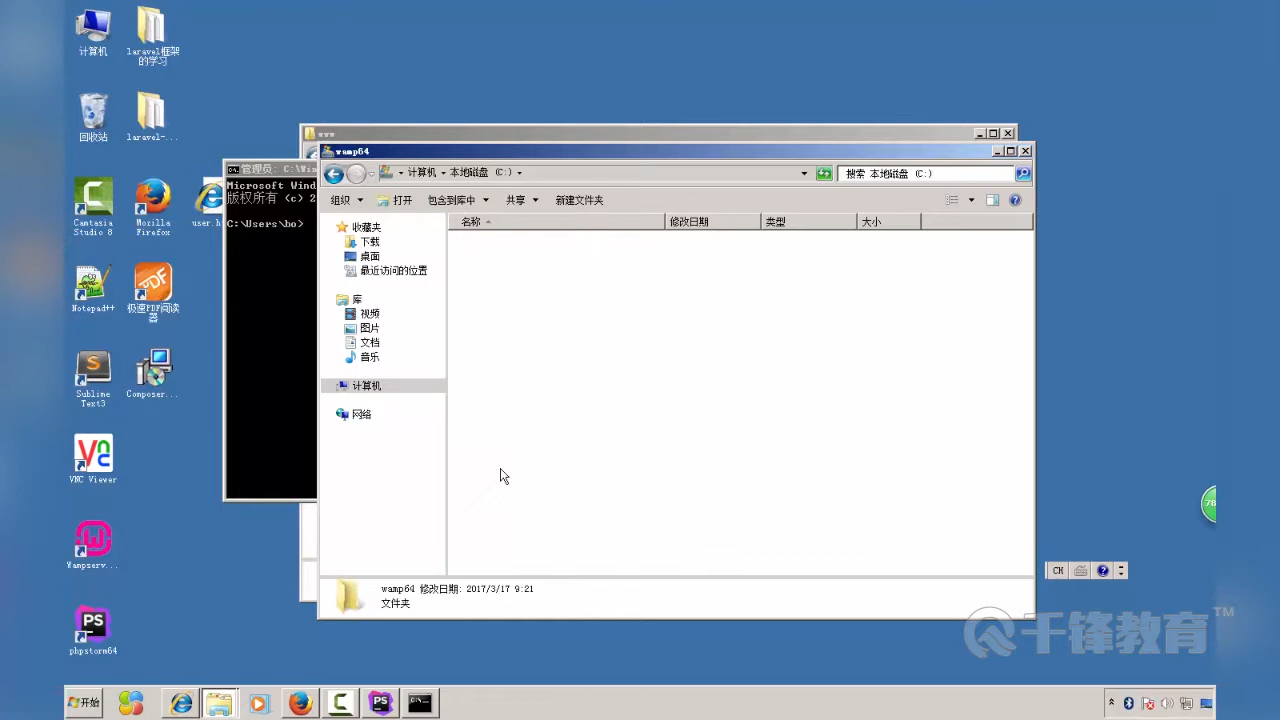 计算机
laravel框架
的学习
回收站
laravel-...
Camtasia
Studio 8
Mozilla
Firefox
user.h
Notepad++
极速PDF阅读
器
Sublime
Text3
Composer...
VNC Viewer
Wampserv...
phpstorm64
www
管理员: C:\Win
Microsoft Wind
版权所有 (c) 2
C:\Users\bo>
wamp64
计算机 本地磁盘 (C:)
搜索 本地磁盘 (C:)
组织 打开 包含到库中 共享 新建文件夹
名称 修改日期 类型 大小
收藏夹
下载
桌面
最近访问的位置
库
视频
图片
文档
音乐
计算机
网络
wamp64 修改日期: 2017/3/17 9:21
文件夹
78
CH
千锋教育 TM
开始